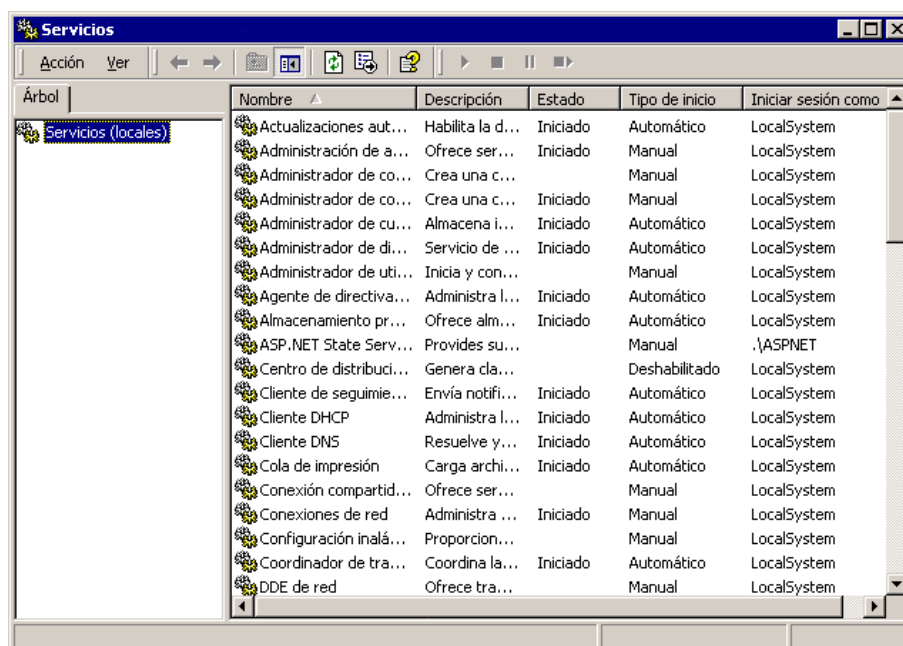 Servicios
Acción Ver
Árbol
Servicios (locales)
Nombre Descripción Estado Tipo de inicio Iniciar sesión como
Actualizaciones aut... Habilita la d... Iniciado Automático LocalSystem
Administración de a... Ofrece ser... Iniciado Manual LocalSystem
Administrador de co... Crea una c... Manual LocalSystem
Administrador de co... Crea una c... Iniciado Manual LocalSystem
Administrador de cu... Almacena i... Iniciado Automático LocalSystem
Administrador de di... Servicio de ... Iniciado Automático LocalSystem
Administrador de uti... Inicia y con... Manual LocalSystem
Agente de directiva... Administra l... Iniciado Automático LocalSystem
Almacenamiento pr... Ofrece alm... Iniciado Automático LocalSystem
ASP.NET State Serv... Provides su... Manual .\ASPNET
Centro de distribuci... Genera cla... Deshabilitado LocalSystem
Cliente de seguimie... Envía notifi... Iniciado Automático LocalSystem
Cliente DHCP Administra l... Iniciado Automático LocalSystem
Cliente DNS Resuelve y... Iniciado Automático LocalSystem
Cola de impresión Carga archi... Iniciado Automático LocalSystem
Conexión compartid... Ofrece ser... Manual LocalSystem
Conexiones de red Administra ... Iniciado Manual LocalSystem
Configuración inalá... Proporcion... Manual LocalSystem
Coordinador de tra... Coordina la... Iniciado Automático LocalSystem
DDE de red Ofrece tra... Manual LocalSystem